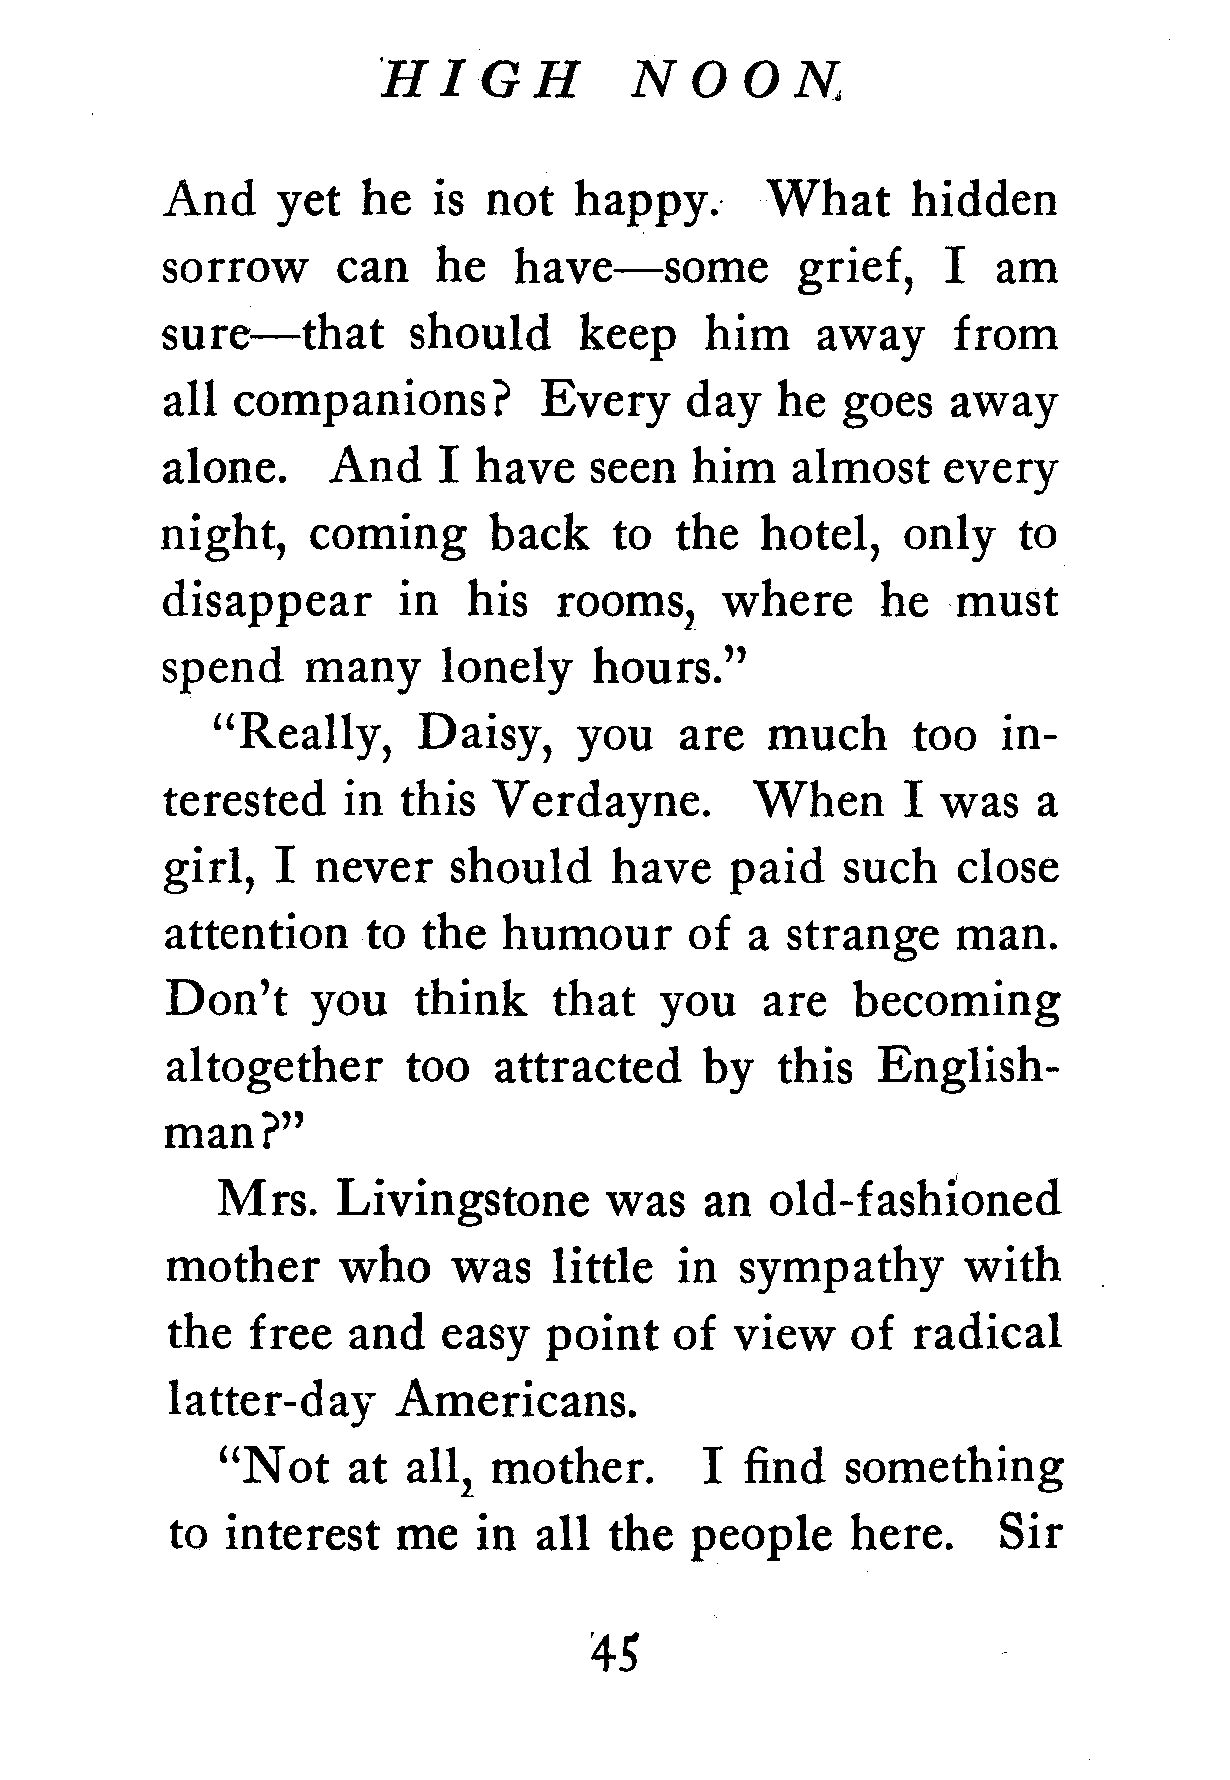 HIGH NOON
And yet he is not happy. What hidden
sorrow can he have—some grief, I am
sure—that should keep him away from
all companions? Every day he goes away
alone. And I have seen him almost every
night, coming back to the hotel, only to
disappear in his rooms, where he must
spend many lonely hours.”
“Really, Daisy, you are much too in-
terested in this Verdayne. When I was a
girl, I never should have paid such close
attention to the humour of a strange man.
Don’t you think that you are becoming
altogether too attracted by this English-
man?”
Mrs. Livingstone was an old-fashioned
mother who was little in sympathy with
the free and easy point of view of radical
latter-day Americans.
“Not at all, mother. I find something
to interest me in all the people here. Sir
45